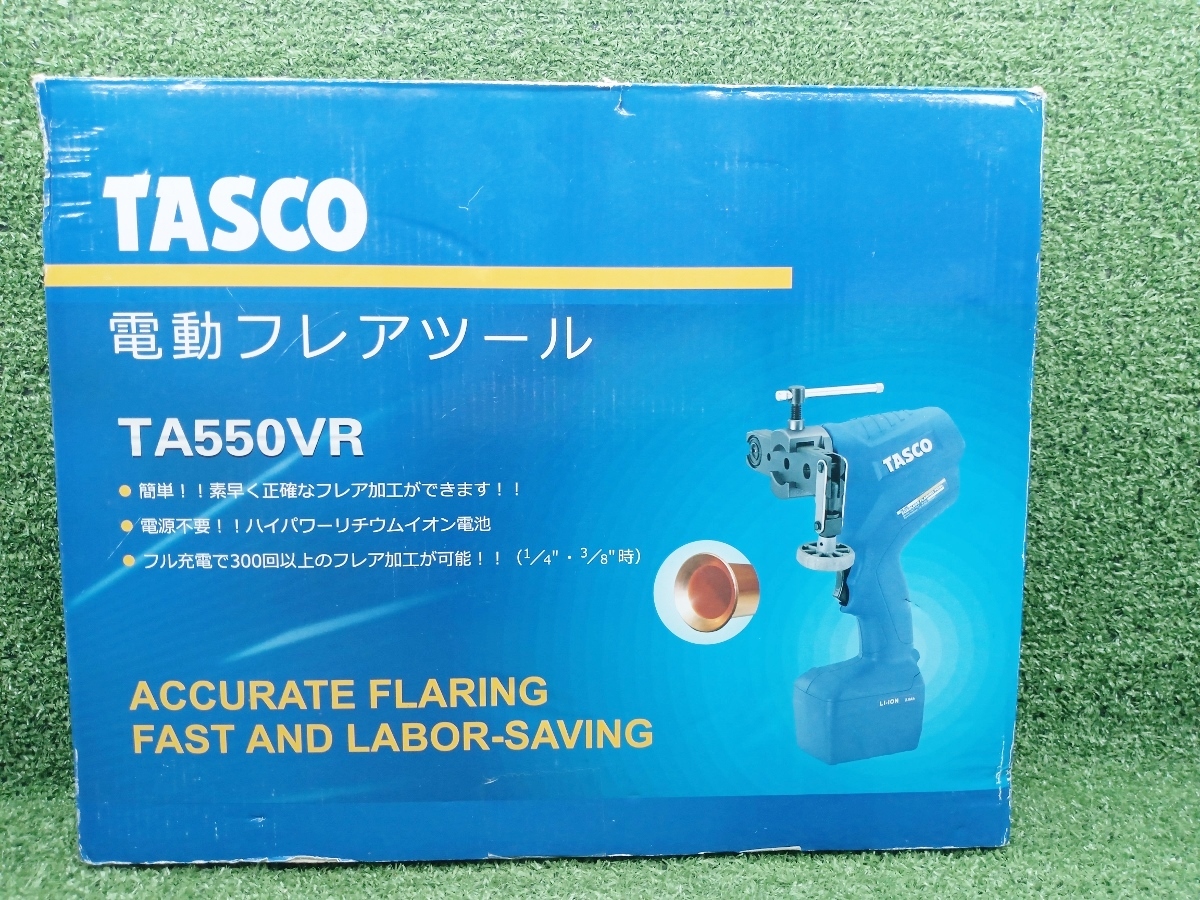 TASCO
電動フレアツール
TA550VR
● 簡単!!素早く正確なフレア加工ができます!!
● 電源不要!!ハイパワーリチウムイオン電池
● フル充電で300回以上のフレア加工が可能!!(1/4"・3/8"時)
TASCO
LI-ION
ACCURATE FLARING
FAST AND LABOR-SAVING